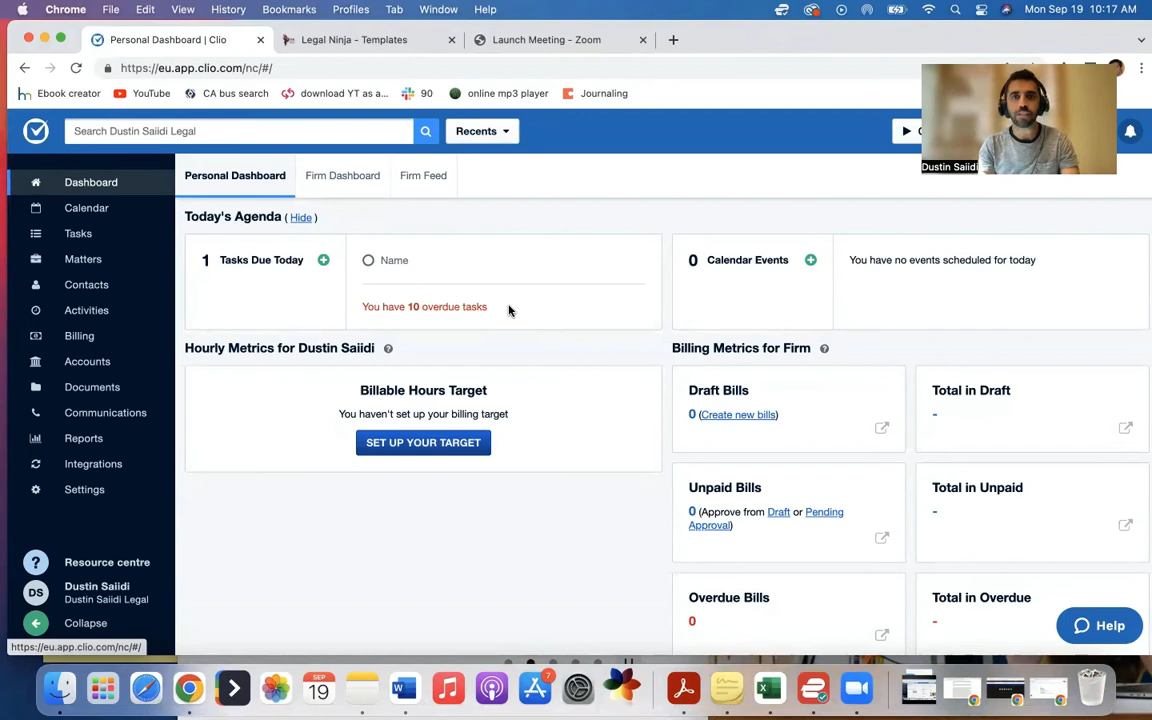 Chrome File Edit View History Bookmarks Profiles Tab Window Help Mon Sep 19 10:17 AM
Personal Dashboard | Clio Legal Ninja - Templates Launch Meeting - Zoom
https://eu.app.clio.com/nc/#/
Ebook creator YouTube CA bus search download YT as a... 90 online mp3 player Journaling
Search Dustin Saiidi Legal Recents
Dustin Saiidi
Dashboard
Calendar
Tasks
Matters
Contacts
Activities
Billing
Accounts
Documents
Communications
Reports
Integrations
Settings
? Resource centre
DS Dustin Saiidi
Dustin Saiidi Legal
Collapse
https://eu.app.clio.com/nc/#/
Personal Dashboard Firm Dashboard Firm Feed
Today's Agenda ( Hide )
1 Tasks Due Today
Name
You have 10 overdue tasks
0 Calendar Events
You have no events scheduled for today
Hourly Metrics for Dustin Saiidi ?
Billable Hours Target
You haven't set up your billing target
SET UP YOUR TARGET
Billing Metrics for Firm ?
Draft Bills
0 (Create new bills)
Total in Draft
-
Unpaid Bills
0 (Approve from Draft or Pending
Approval)
Total in Unpaid
-
Overdue Bills
0
Total in Overdue
-
Help
SEP
19
7